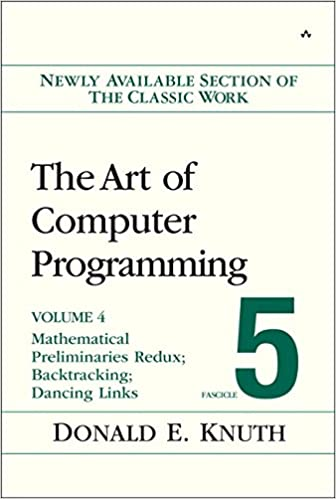 NEWLY AVAILABLE SECTION OF
THE CLASSIC WORK
The Art of
Computer
Programming
VOLUME 4
Mathematical
Preliminaries Redux;
Backtracking;
Dancing Links
FASCICLE 5
DONALD E. KNUTH